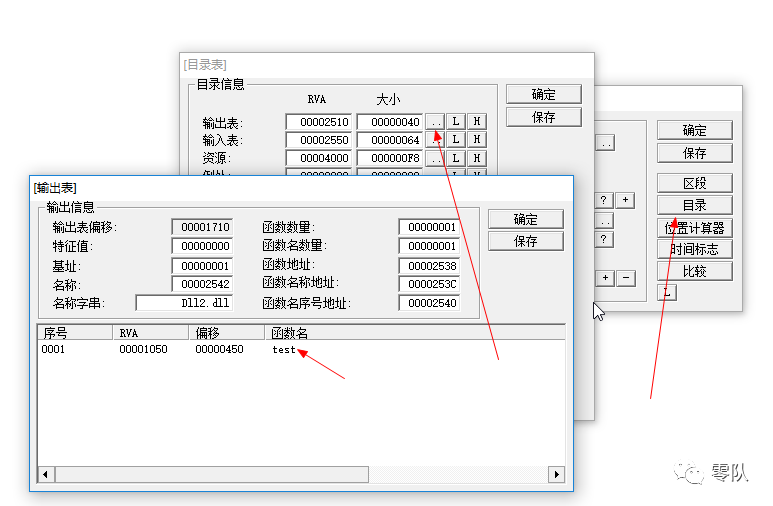 [目录表]
目录信息
RVA 大小
输出表: 00002510 00000040 .. L H
输入表: 00002550 00000064 .. L H
资源: 00004000 000000F8 .. L H
确定
保存
..
? +
..
?
+ −
确定
保存
区段
目录
位置计算器
时间标志
比较
L
[输出表]
输出信息
输出表偏移: 00001710 函数数量: 00000001
特征值: 00000000 函数名数量: 00000001
基址: 00000001 函数地址: 00002538
名称: 00002542 函数名称地址: 0000253C
名称字串: Dll2.dll 函数名序号地址: 00002540
确定
保存
序号 RVA 偏移 函数名
0001 00001050 00000450 test
零队